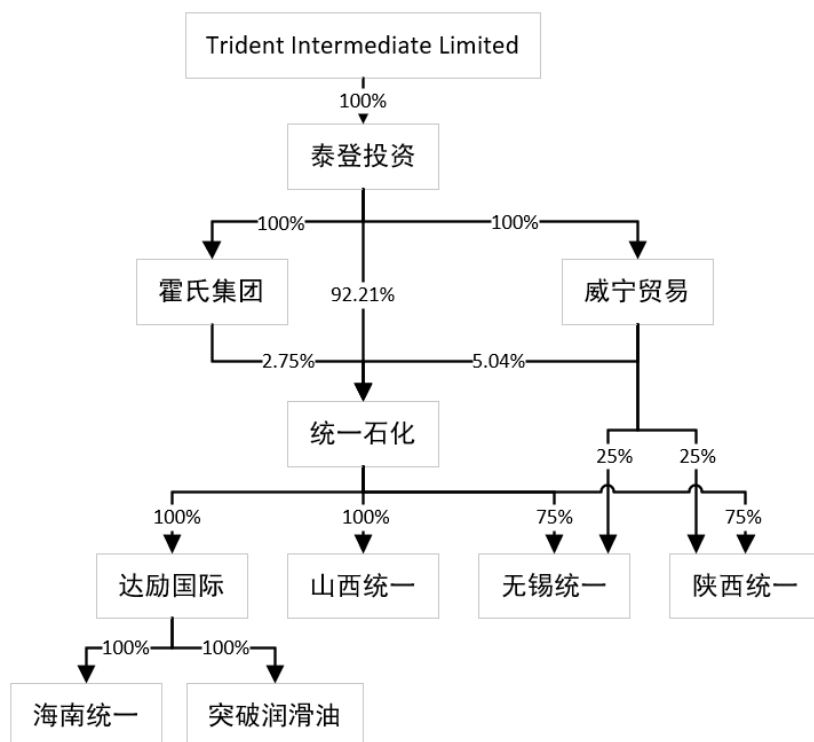 Trident Intermediate Limited
100%
泰登投资
100%
100%
霍氏集团
92.21%
威宁贸易
2.75%
5.04%
统一石化
25%
25%
100%
100%
75%
75%
达励国际
山西统一
无锡统一
陕西统一
100%
100%
海南统一
突破润滑油